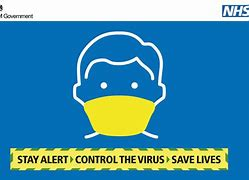 Government
NHS
STAY ALERT CONTROL THE VIRUS SAVE LIVES